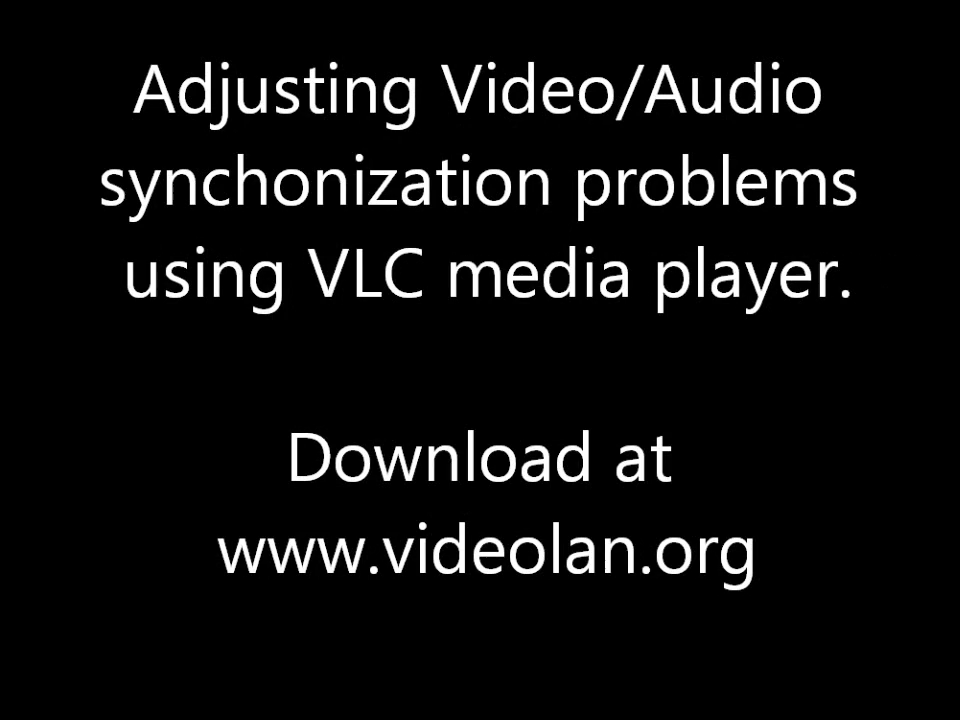 Adjusting Video/Audio
synchonization problems
using VLC media player.
Download at
www.videolan.org